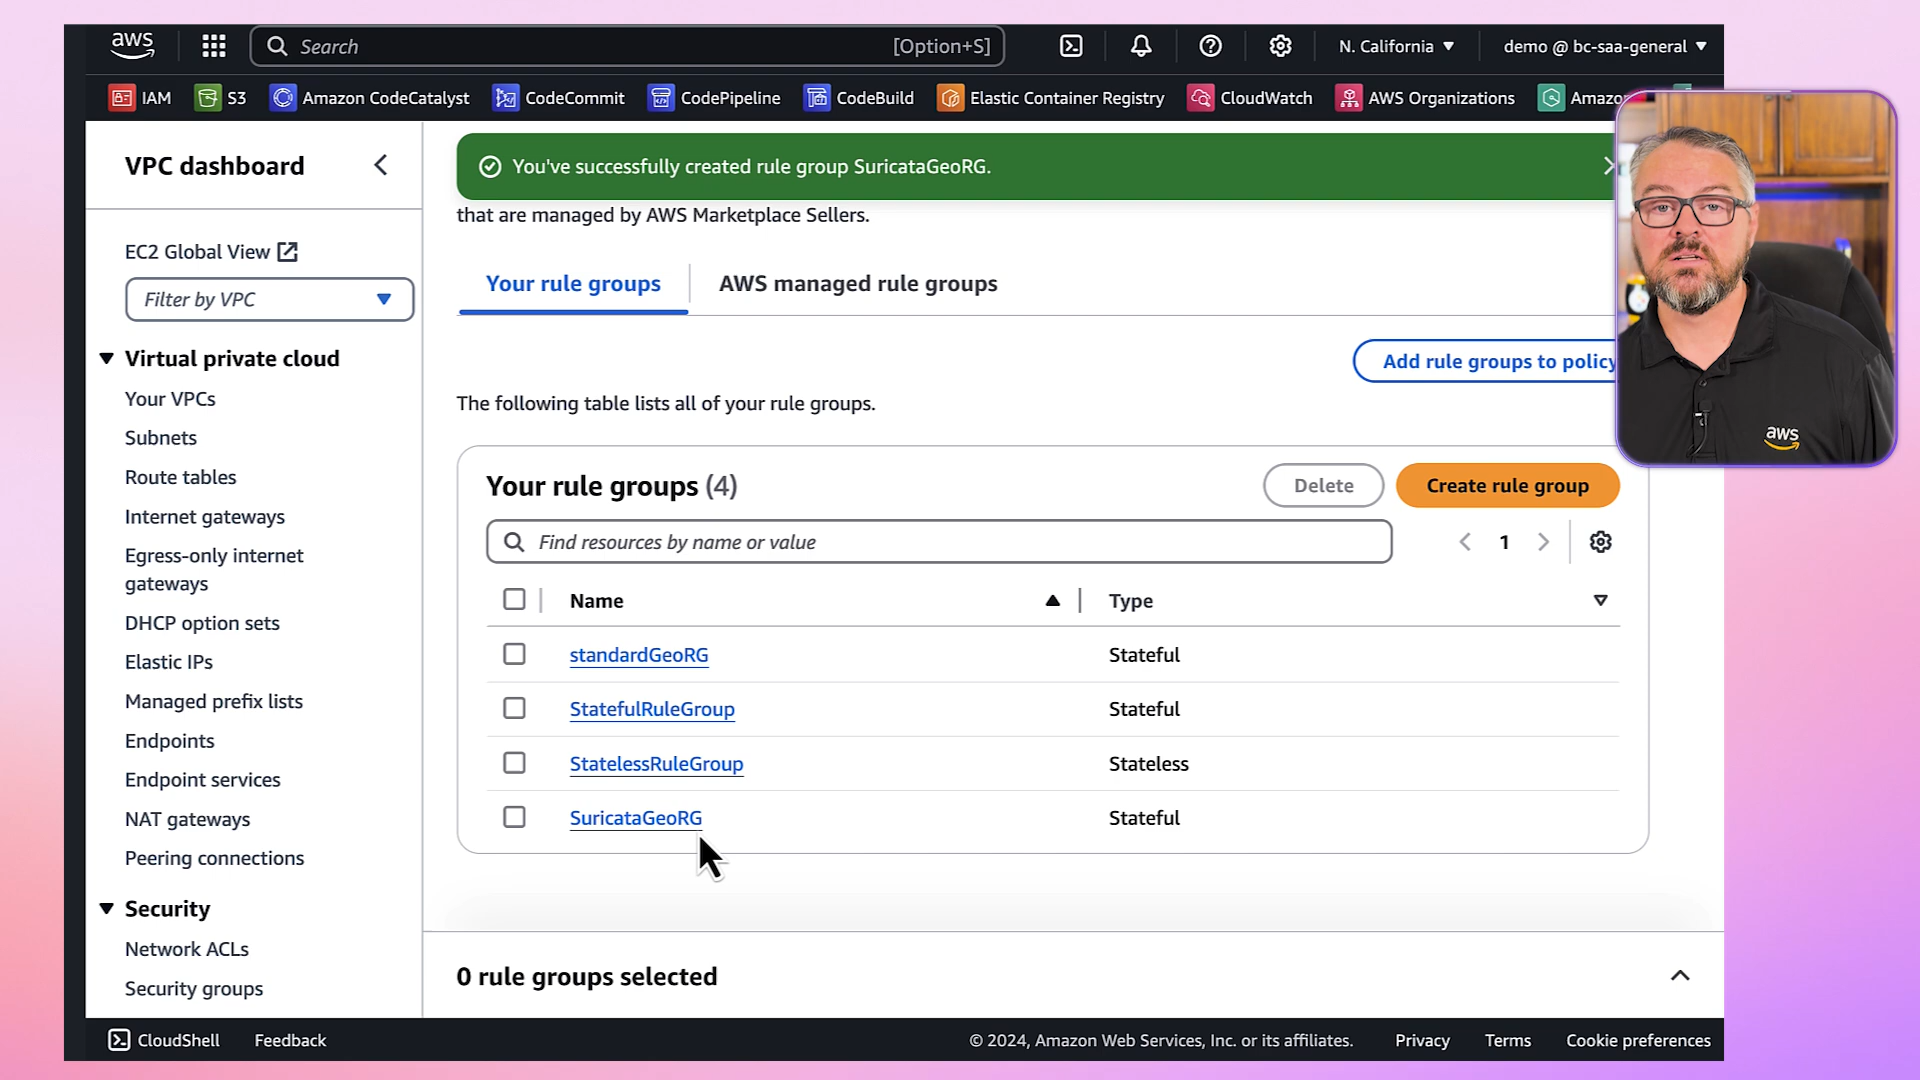 aws
Search [Option+S]
N. California ▼
demo @ bc-saa-general ▼
IAM
S3
Amazon CodeCatalyst
CodeCommit
CodePipeline
CodeBuild
Elastic Container Registry
CloudWatch
AWS Organizations
VPC dashboard
EC2 Global View
Filter by VPC
Virtual private cloud
Your VPCs
Subnets
Route tables
Internet gateways
Egress-only internet
gateways
DHCP option sets
Elastic IPs
Managed prefix lists
Endpoints
Endpoint services
NAT gateways
Peering connections
Security
Network ACLs
Security groups
You've successfully created rule group SuricataGeoRG.
that are managed by AWS Marketplace Sellers.
Your rule groups
AWS managed rule groups
Add rule groups to policy
The following table lists all of your rule groups.
Your rule groups (4)
Delete
Create rule group
Find resources by name or value
1
Name Type
standardGeoRG Stateful
StatefulRuleGroup Stateful
StatelessRuleGroup Stateless
SuricataGeoRG Stateful
0 rule groups selected
CloudShell
Feedback
© 2024, Amazon Web Services, Inc. or its affiliates.
Privacy
Terms
Cookie preferences
aws